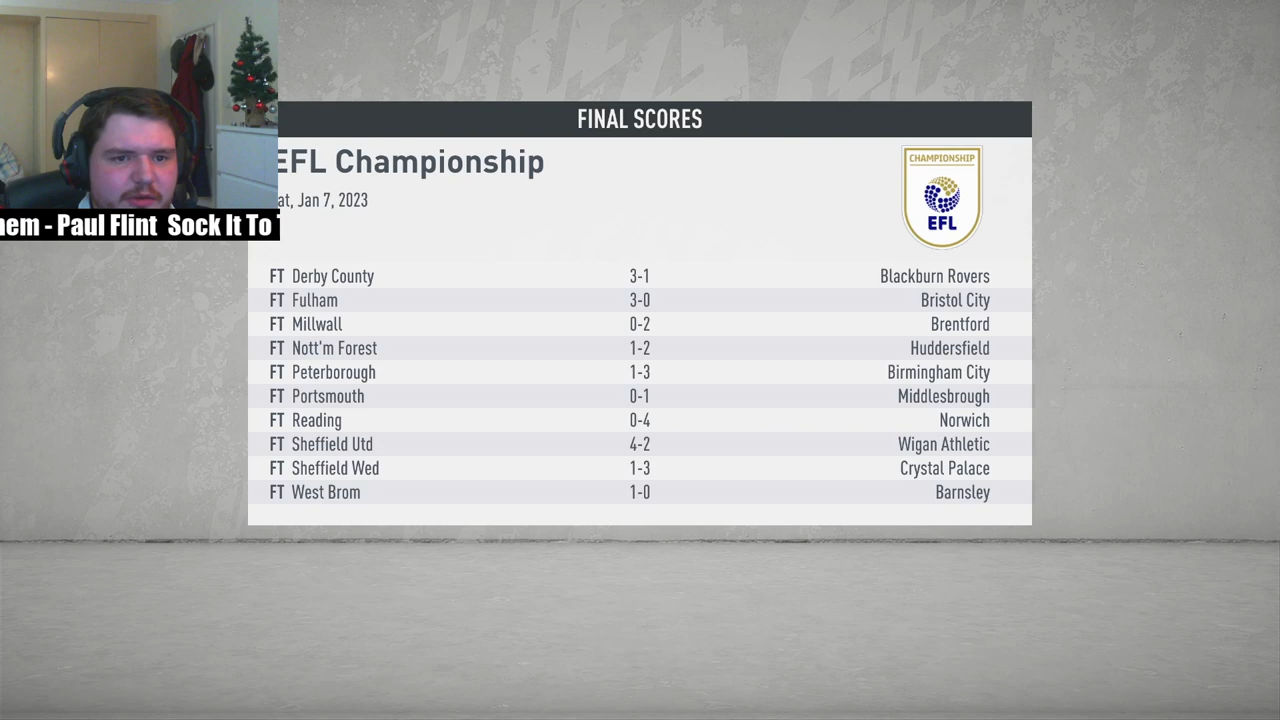 FINAL SCORES
EFL Championship
CHAMPIONSHIP
EFL
at, Jan 7, 2023
hem - Paul Flint Sock It To
FT Derby County 3-1 Blackburn Rovers
FT Fulham 3-0 Bristol City
FT Millwall 0-2 Brentford
FT Nott'm Forest 1-2 Huddersfield
FT Peterborough 1-3 Birmingham City
FT Portsmouth 0-1 Middlesbrough
FT Reading 0-4 Norwich
FT Sheffield Utd 4-2 Wigan Athletic
FT Sheffield Wed 1-3 Crystal Palace
FT West Brom 1-0 Barnsley